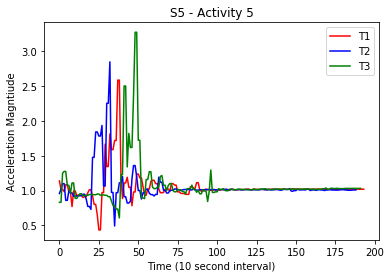 S5 - Activity 5
T1
T2
T3
Acceleration Magntiude
3.0
2.5
2.0
1.5
1.0
0.5
0 25 50 75 100 125 150 175 200
Time (10 second interval)